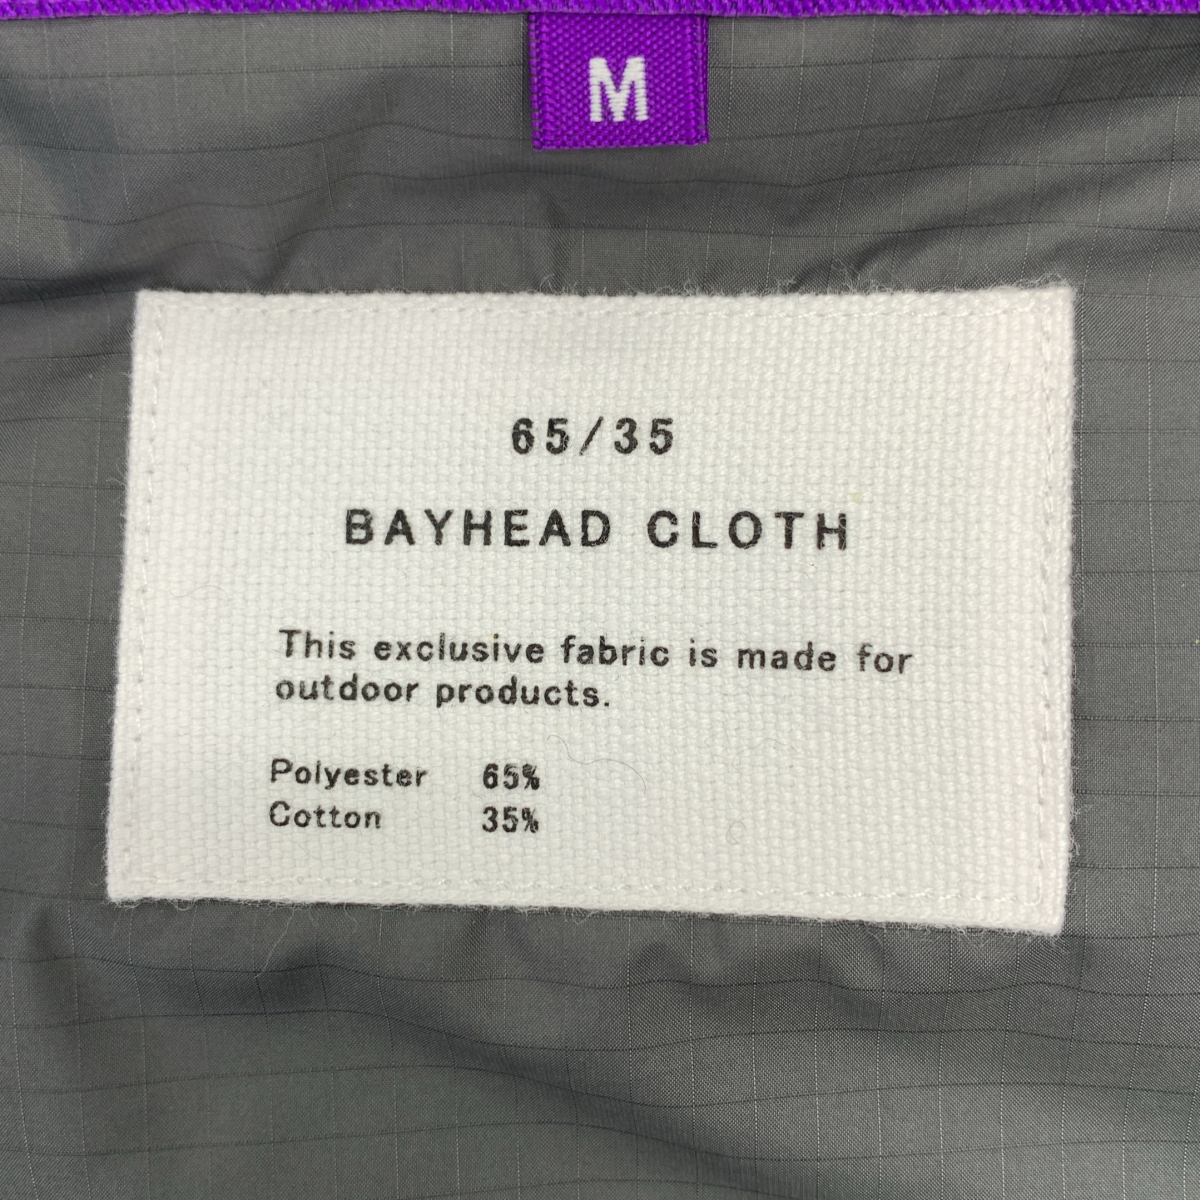 M
65/35
BAYHEAD CLOTH
This exclusive fabric is made for
outdoor products.
Polyester 65%
Cotton 35%